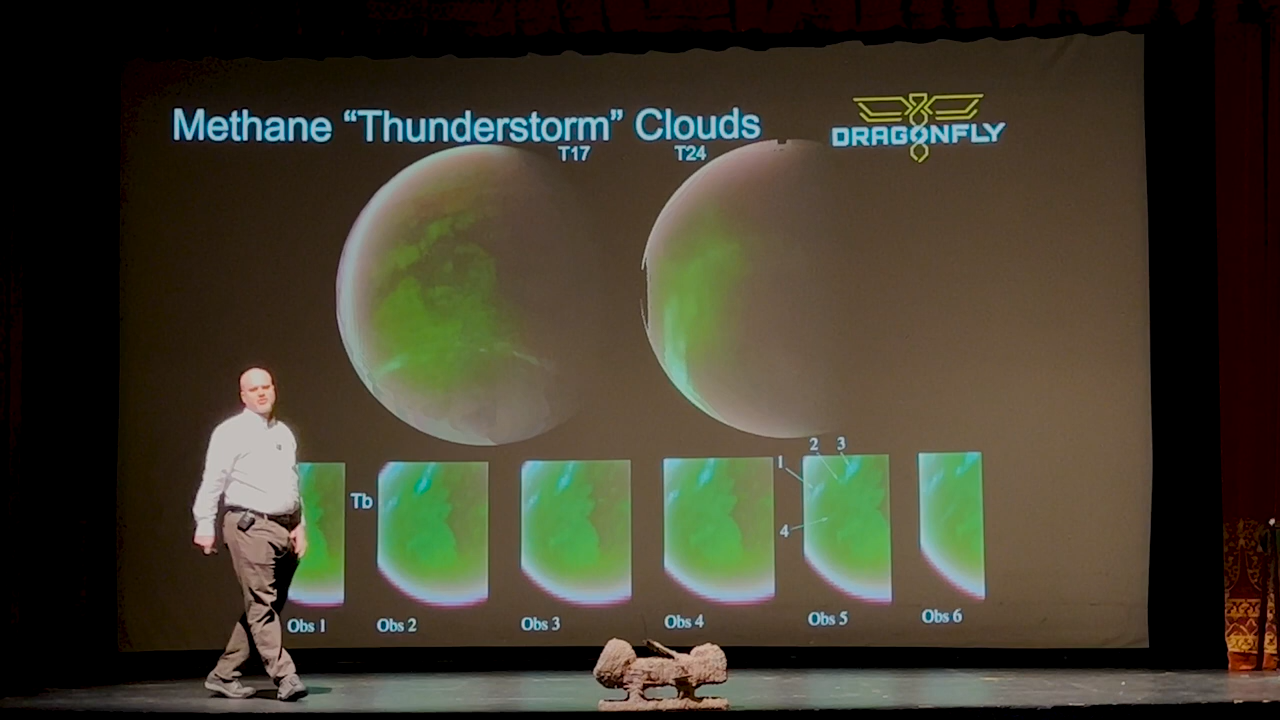 Methane “Thunderstorm” Clouds
DRAGONFLY
T17
T24
1
2
3
4
Tb
Obs 1
Obs 2
Obs 3
Obs 4
Obs 5
Obs 6